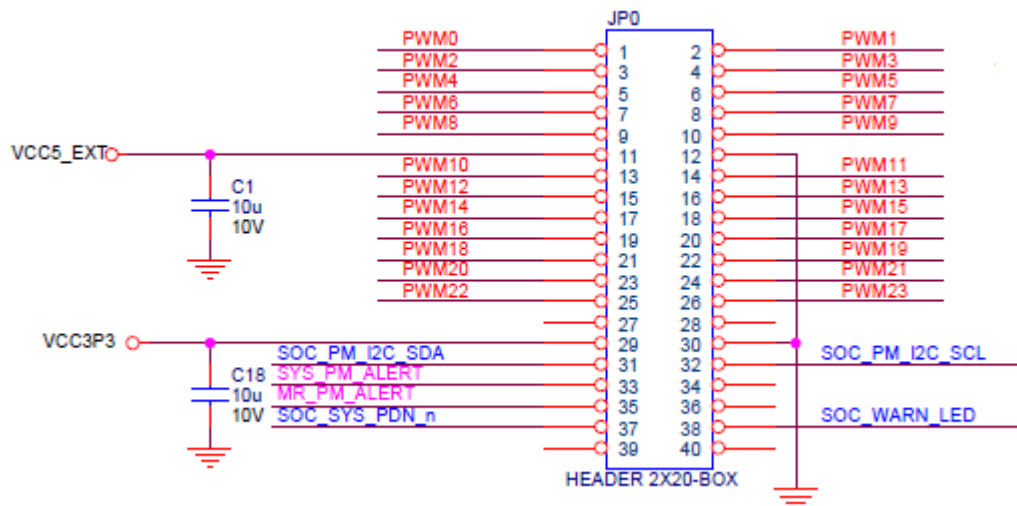 JP0
PWM0 1 2 PWM1
PWM2 3 4 PWM3
PWM4 5 6 PWM5
PWM6 7 8 PWM7
PWM8 9 10 PWM9
VCC5_EXT 11 12
PWM10 13 14 PWM11
C1 PWM12 15 16 PWM13
10u PWM14 17 18 PWM15
10V PWM16 19 20 PWM17
PWM18 21 22 PWM19
PWM20 23 24 PWM21
PWM22 25 26 PWM23
27 28
VCC3P3 29 30
SOC_PM_I2C_SDA 31 32 SOC_PM_I2C_SCL
C18 SYS_PM_ALERT 33 34
10u MR_PM_ALERT 35 36
10V SOC_SYS_PDN_n 37 38 SOC_WARN_LED
39 40
HEADER 2X20-BOX